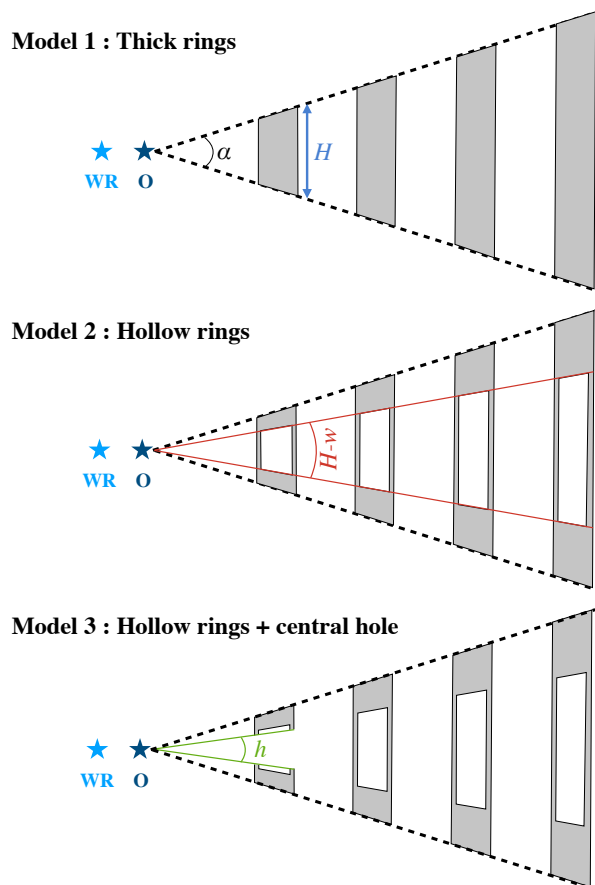 Model 1 : Thick rings
α
H
WR
O
Model 2 : Hollow rings
H-w
WR
O
Model 3 : Hollow rings + central hole
h
WR
O